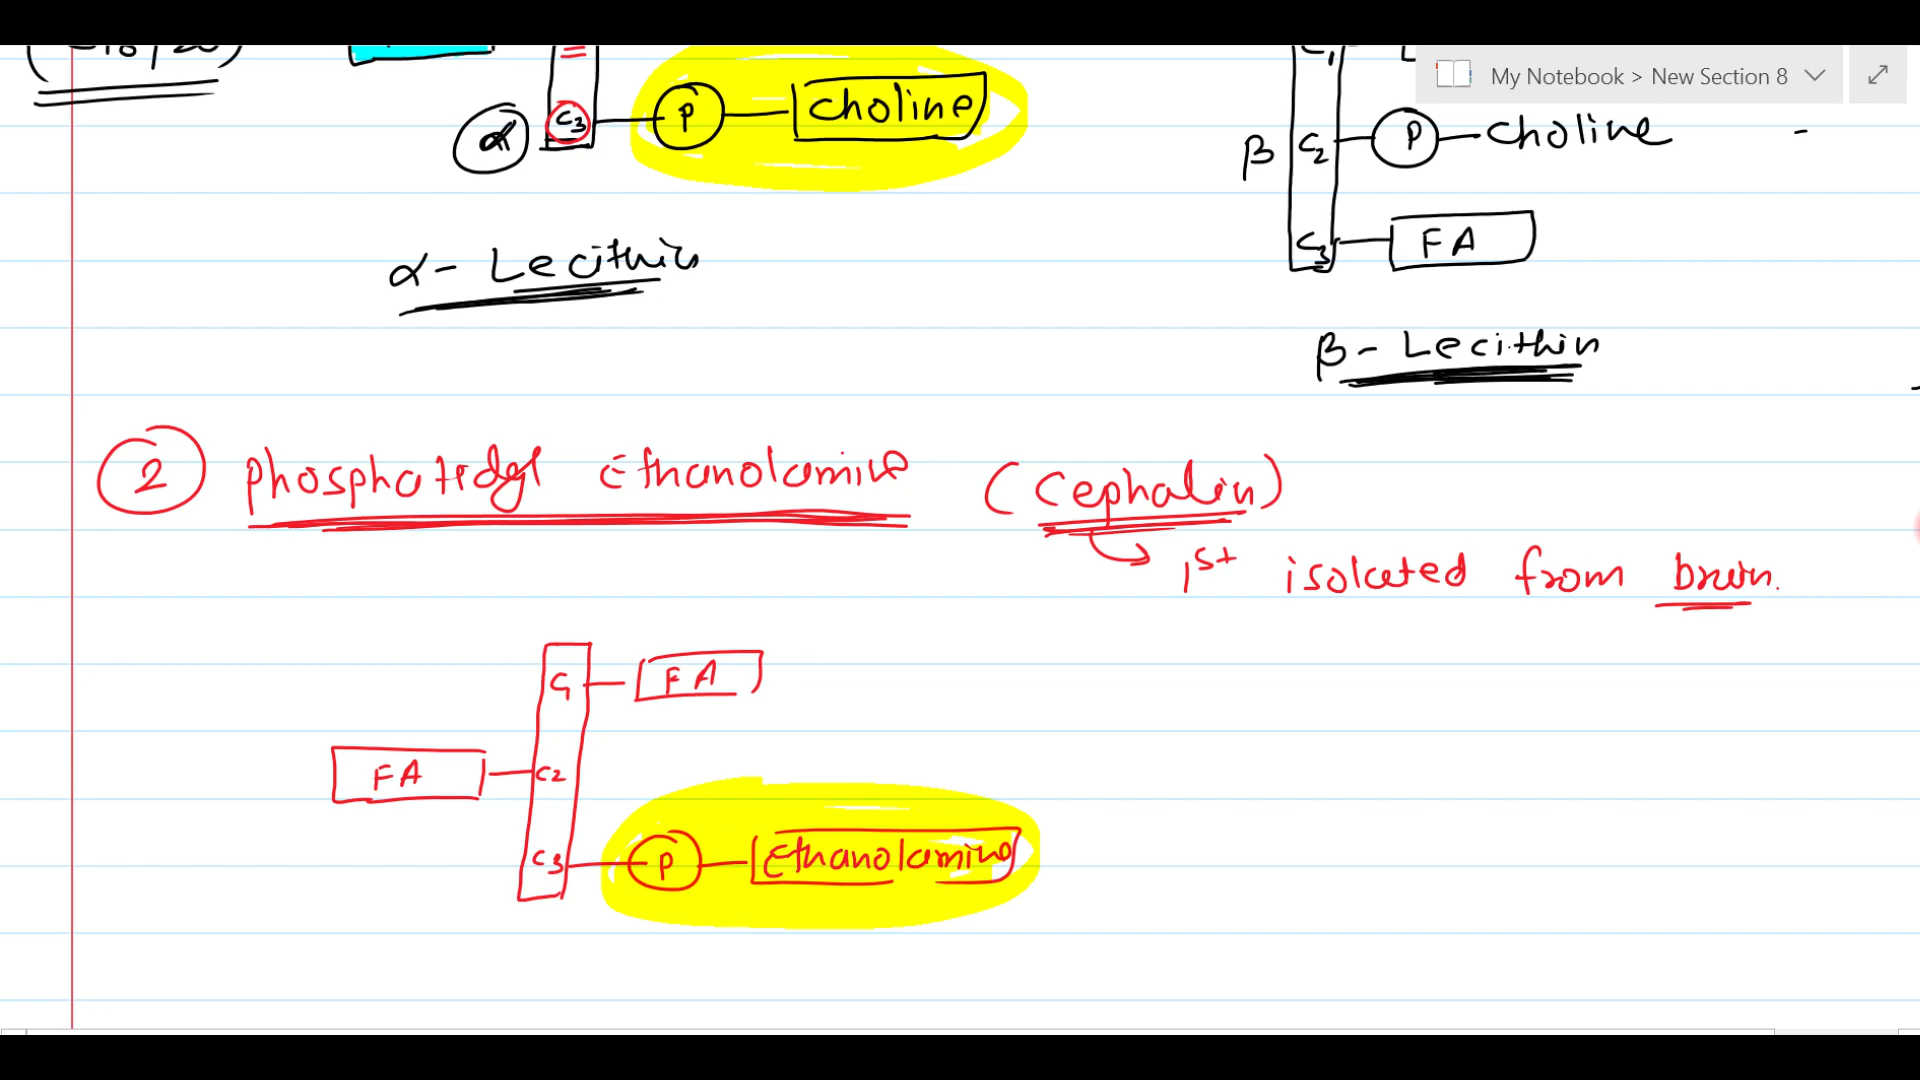 My Notebook > New Section 8
C3 P choline
α
β C2 P choline
C3 FA
α- Lecithin
β- Lecithin
2 phosphatidyl Ethanolamine (Cephalin)
1st isolated from brain.
C1 FA
FA C2
C3 P Ethanolamine